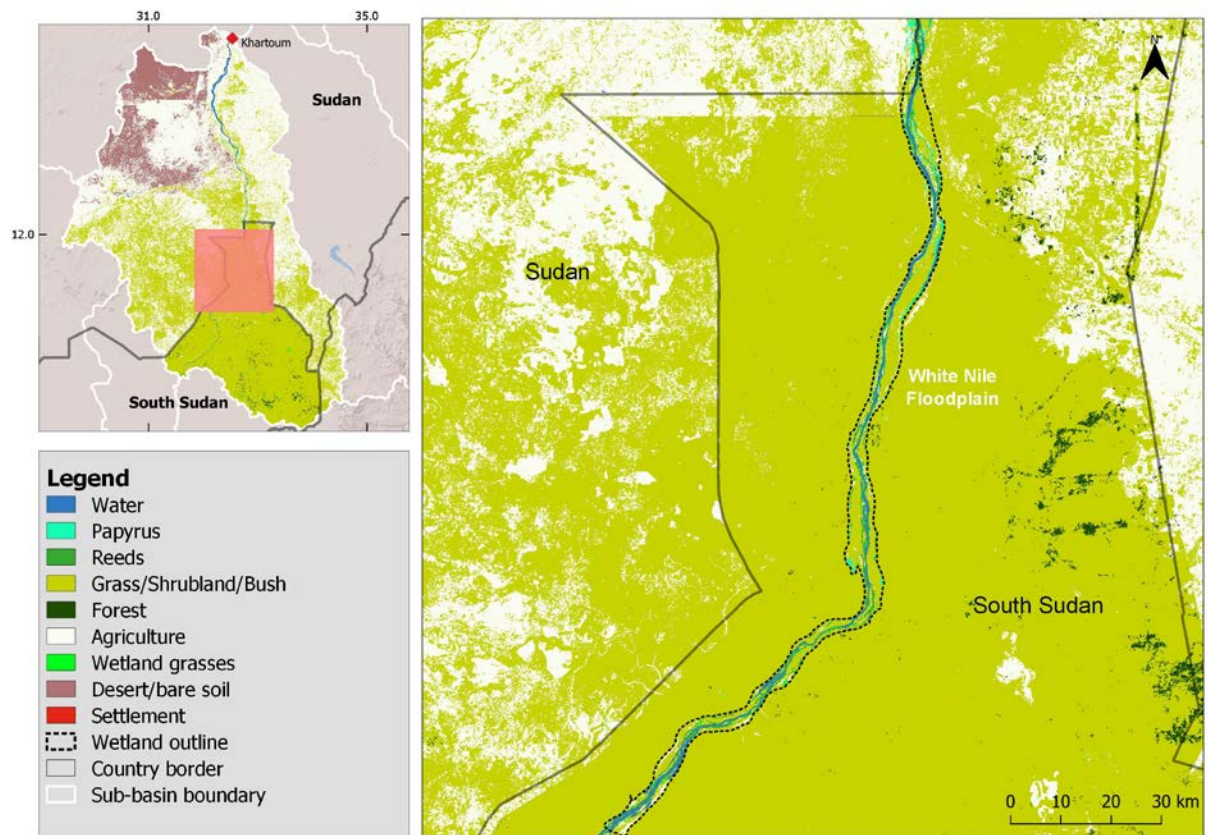 31.0
35.0
Khartoum
Sudan
12.0
South Sudan
Legend
Water
Papyrus
Reeds
Grass/Shrubland/Bush
Forest
Agriculture
Wetland grasses
Desert/bare soil
Settlement
Wetland outline
Country border
Sub-basin boundary
N
Sudan
White Nile
Floodplain
South Sudan
0 10 20 30 km